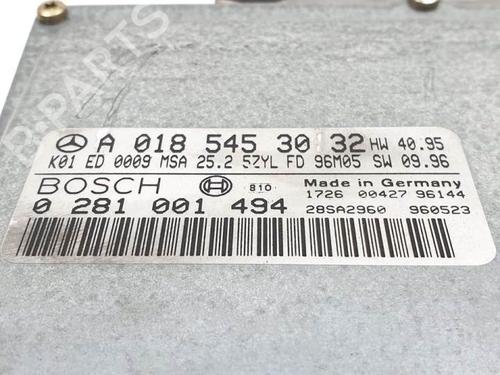 A 018 545 30 32 HW 40.95
K01 ED 0009 MSA 25.2 57YL FD 96M05 SW 09.96
BOSCH 810 Made in Germany
1726 00427 96144
0 281 001 494 28SA2960 960523
B-PARTS